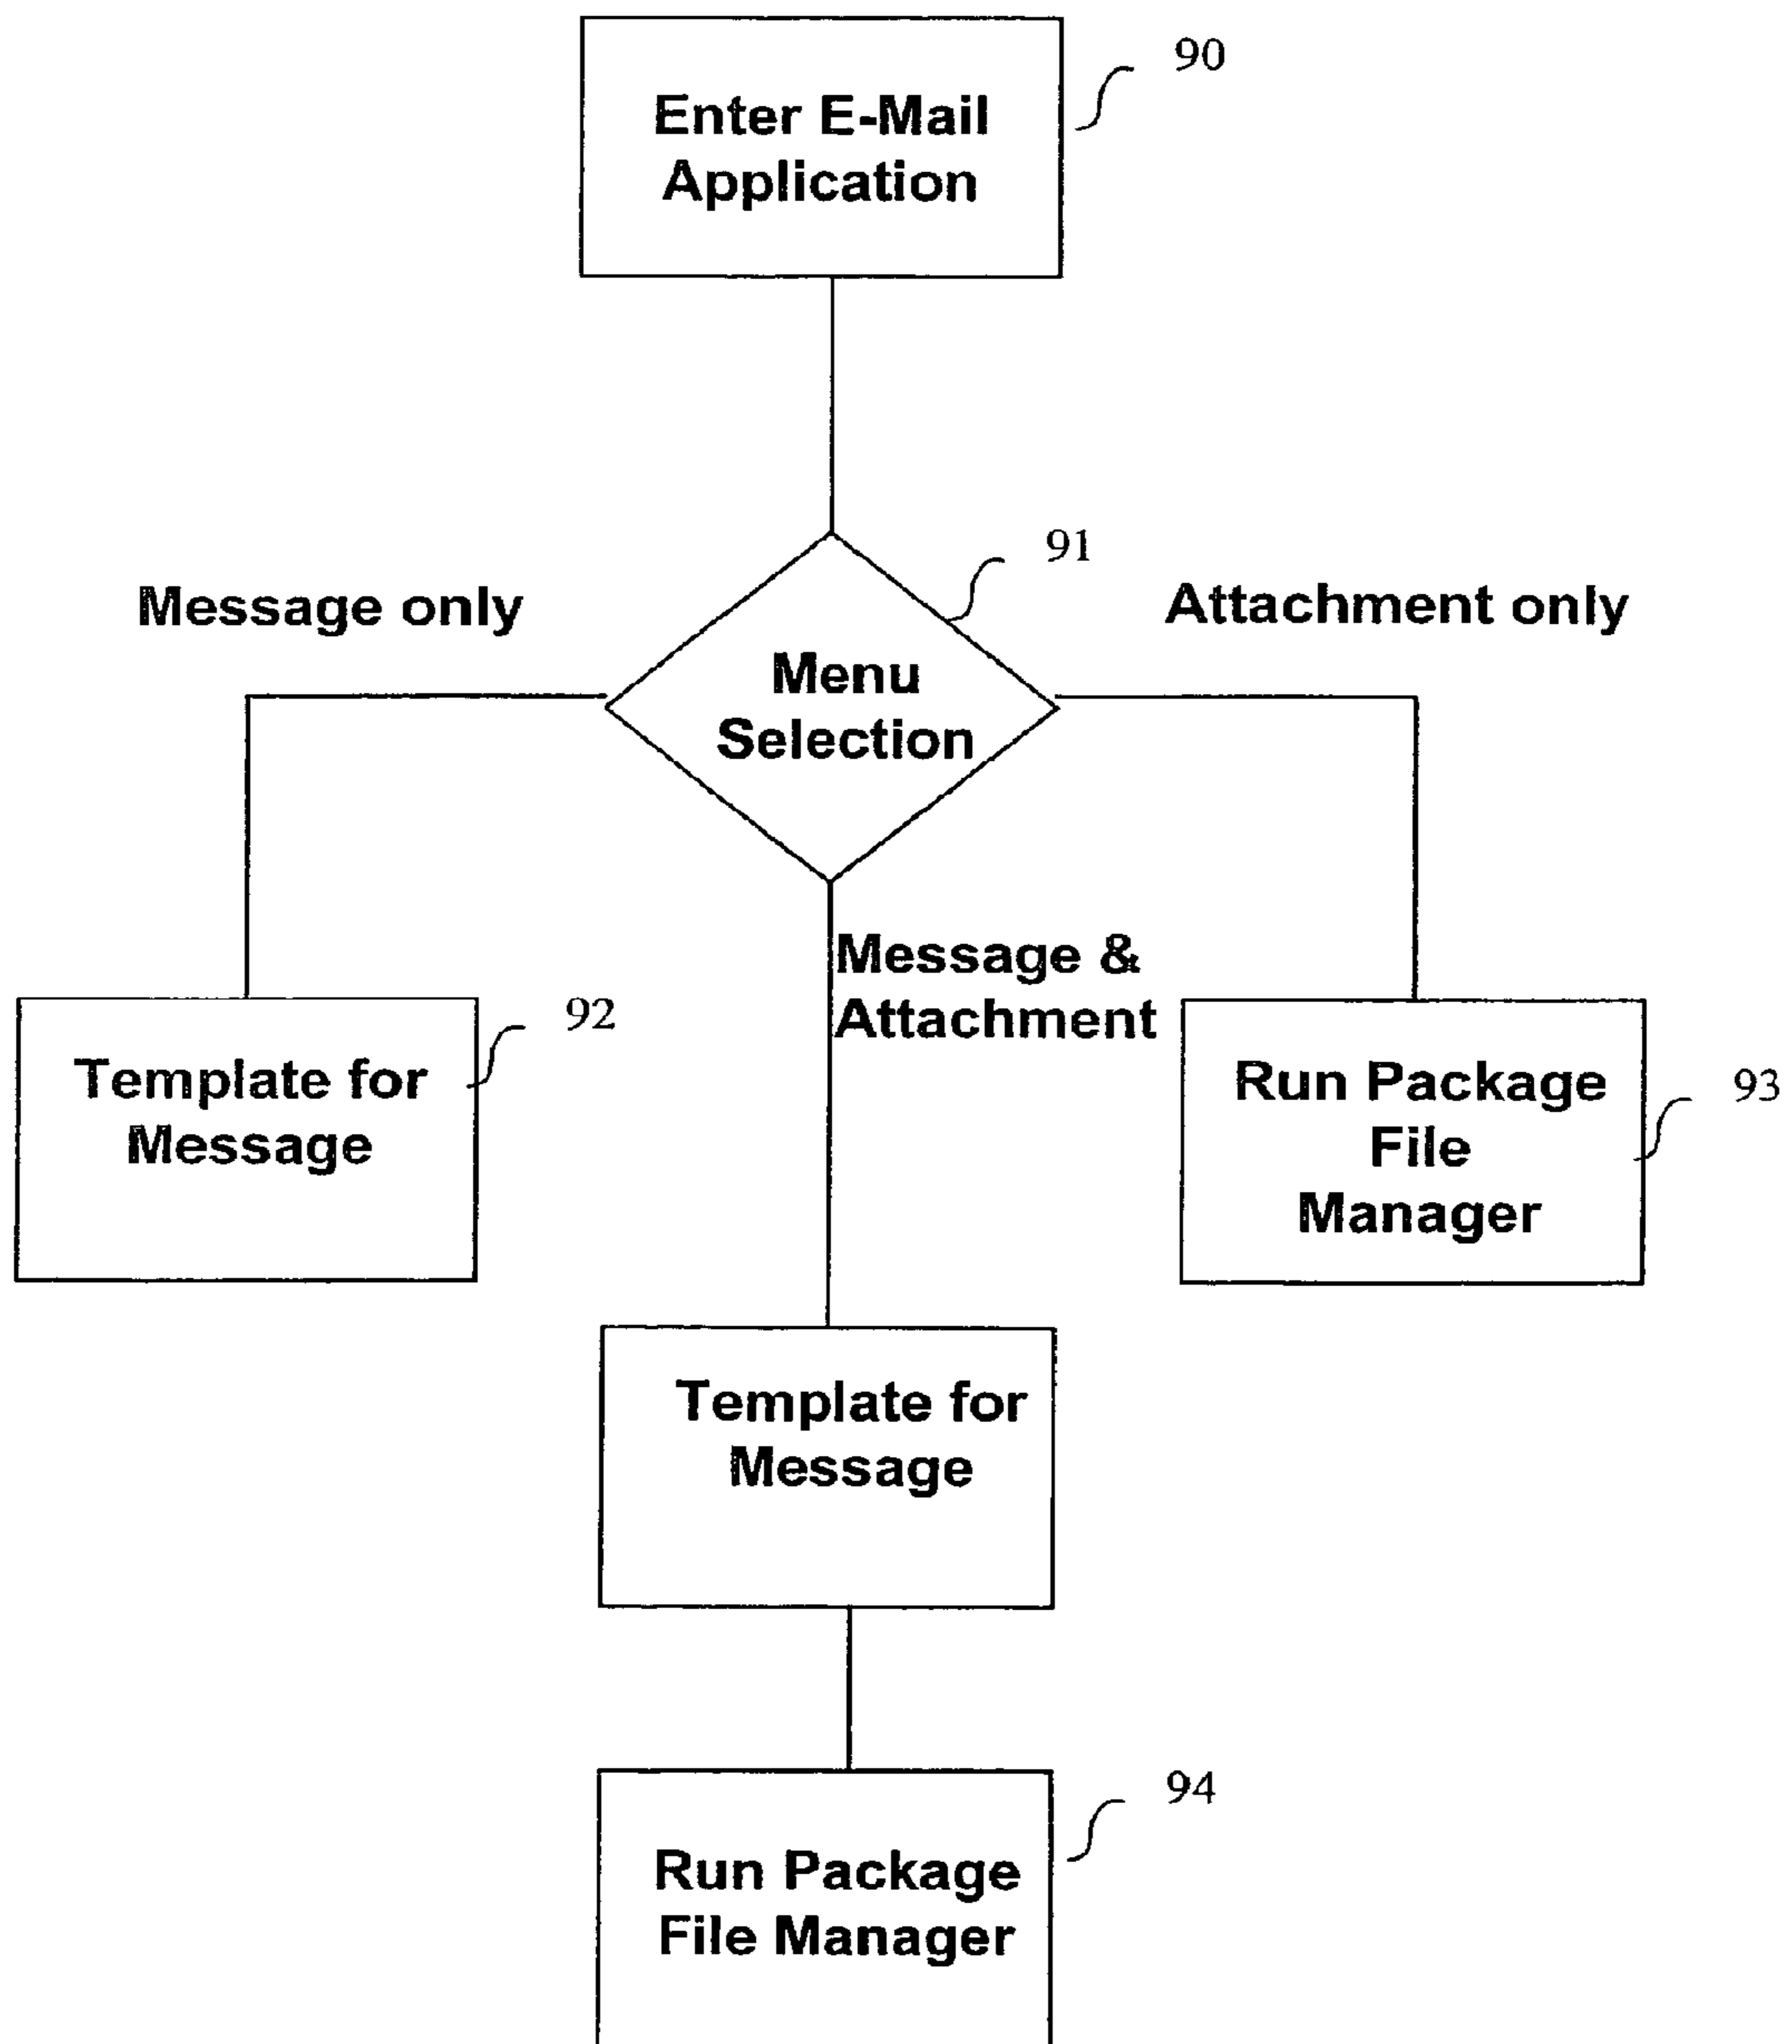 90
Enter E-Mail
Application
91
Message only
Attachment only
Menu
Selection
Message &
Attachment
92
Template for
Message
Run Package
File
Manager
93
Template for
Message
94
Run Package
File Manager